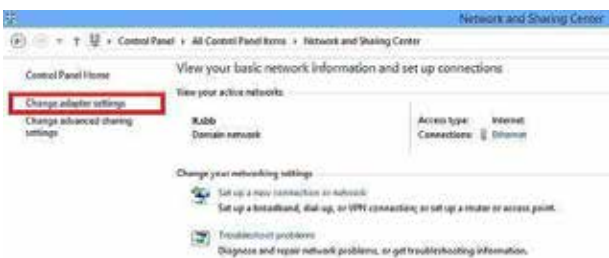 Network and Sharing Center
Control Panel › All Control Panel Items › Network and Sharing Center
Control Panel Home
Change adapter settings
Change advanced sharing
settings
View your basic network information and set up connections
View your active networks
Domain network
Access type: Internet
Connections: Ethernet
Change your networking settings
Set up a new connection or network
Set up a broadband, dial-up, or VPN connection; or set up a router or access point.
Troubleshoot problems
Diagnose and repair network problems, or get troubleshooting information.